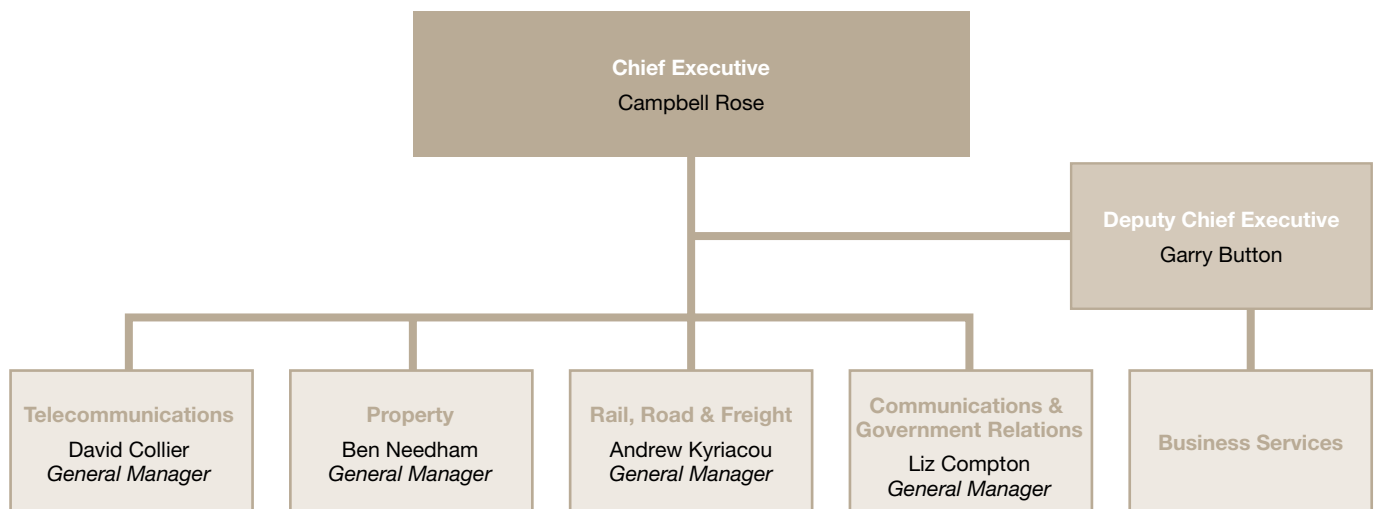 Chief Executive
Campbell Rose
Deputy Chief Executive
Garry Button
Telecommunications
David Collier
General Manager
Property
Ben Needham
General Manager
Rail, Road & Freight
Andrew Kyriacou
General Manager
Communications &
Government Relations
Liz Compton
General Manager
Business Services